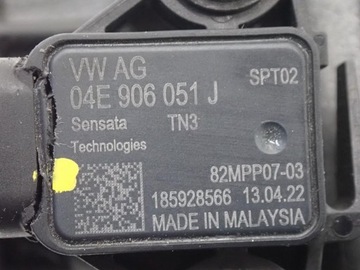 VW AG
04E 906 051 J
SPT02
Sensata TN3
Technologies
82MPP07-03
185928566 13.04.22
MADE IN MALAYSIA